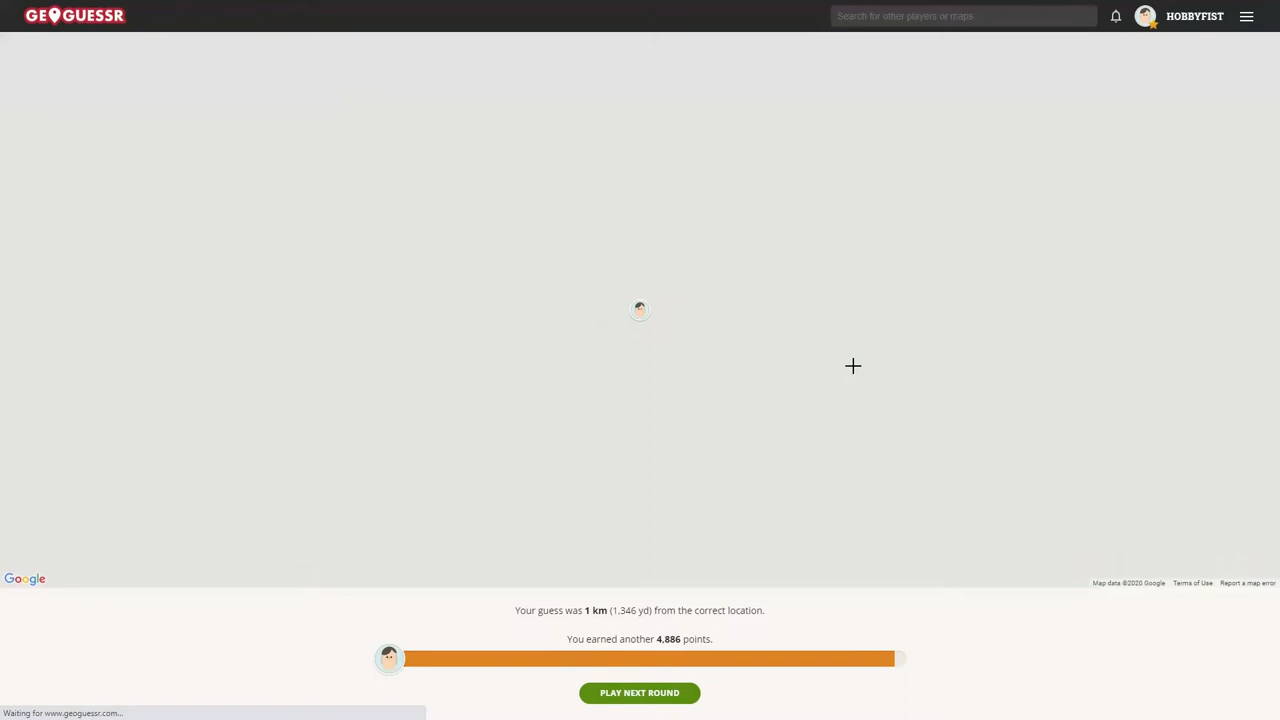 GEOGUESSR
Search for other players or maps
HOBBYFIST
Google
Map data ©2020 Google
Terms of Use
Report a map error
Your guess was 1 km (1,346 yd) from the correct location.
You earned another 4,886 points.
PLAY NEXT ROUND
Waiting for www.geoguessr.com...